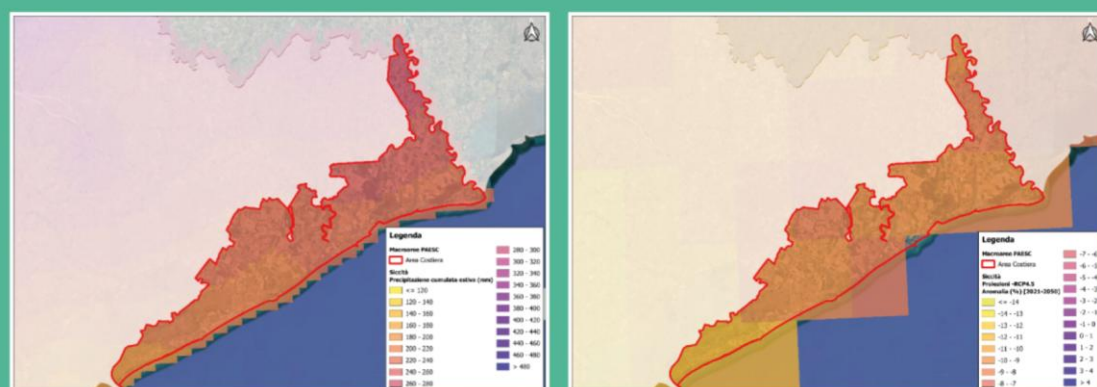 Legenda
Macroaree PAESC
Area Costiera
Siccità
Precipitazione cumulata estiva (mm)
<= 120
120 - 140
140 - 160
160 - 180
180 - 200
200 - 220
220 - 240
240 - 260
260 - 280
280 - 300
300 - 320
320 - 340
340 - 360
360 - 380
380 - 400
400 - 420
420 - 440
440 - 460
460 - 480
> 480
Legenda
Macroaree PAESC
Area Costiera
Siccità
Proiezioni -RCP4.5
Anomalia (%) [2021-2050]
<= -14
-14 - -13
-13 - -12
-12 - -11
-11 - -10
-10 - -9
-9 - -8
-8 - -7
0 - 1
1 - 2
2 - 3
3 - 4
> 4